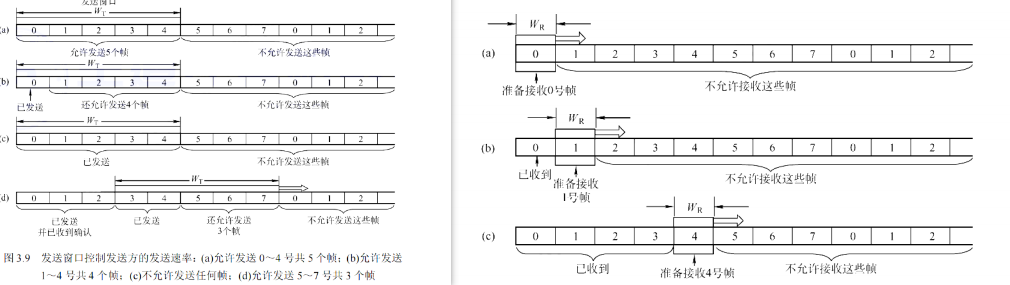 发送窗口
W_T
(a) 0 1 2 3 4 5 6 7 0 1 2
允许发送5个帧 不允许发送这些帧
W_T
(b) 0 1 2 3 4 5 6 7 0 1 2
已发送 还允许发送4个帧 不允许发送这些帧
W_T
(c) 0 1 2 3 4 5 6 7 0 1 2
已发送 不允许发送这些帧
W_T
(d) 0 1 2 3 4 5 6 7 0 1 2
已发送 已发送 还允许发送 不允许发送这些帧
并已收到确认 3个帧
图 3.9 发送窗口控制发送方的发送速率:(a)允许发送 0~4 号共 5 个帧;(b)允许发送
1~4 号共 4 个帧;(c)不允许发送任何帧;(d)允许发送 5~7 号共 3 个帧
W_R
(a) 0 1 2 3 4 5 6 7 0 1 2
准备接收0号帧 不允许接收这些帧
W_R
(b) 0 1 2 3 4 5 6 7 0 1 2
已收到 准备接收 不允许接收这些帧
1号帧
W_R
(c) 0 1 2 3 4 5 6 7 0 1 2
已收到 准备接收4号帧 不允许接收这些帧